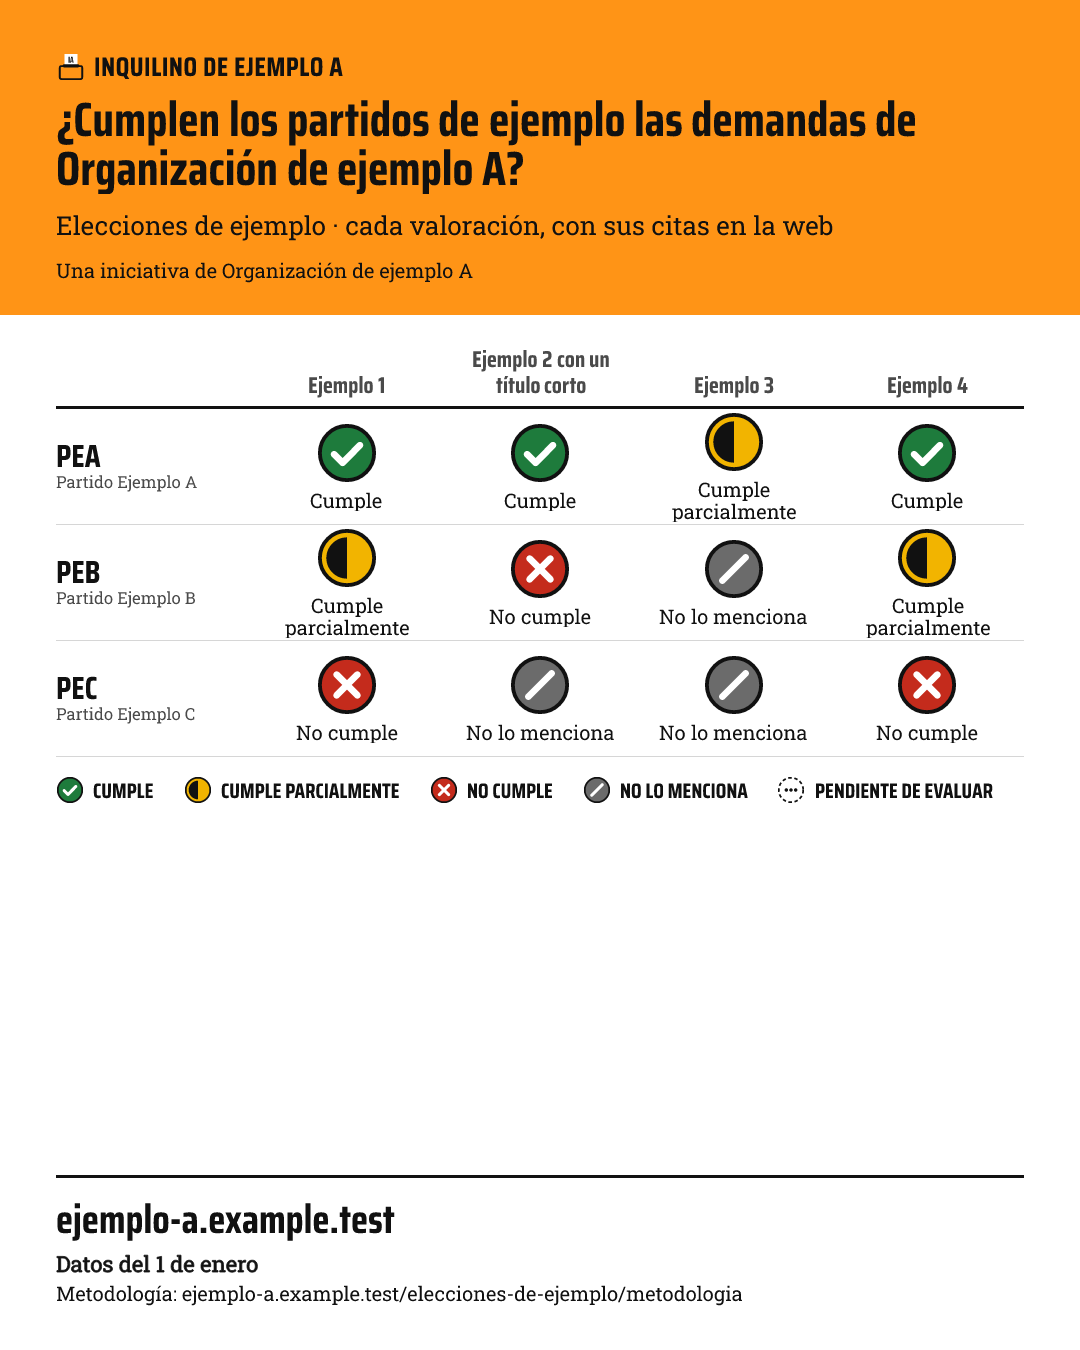 INQUILINO DE EJEMPLO A
¿Cumplen los partidos de ejemplo las demandas de
Organización de ejemplo A?
Elecciones de ejemplo · cada valoración, con sus citas en la web
Una iniciativa de Organización de ejemplo A
Ejemplo 1
Ejemplo 2 con un
título corto
Ejemplo 3
Ejemplo 4
PEA
Partido Ejemplo A
Cumple
Cumple
Cumple
parcialmente
Cumple
PEB
Partido Ejemplo B
Cumple
parcialmente
No cumple
No lo menciona
Cumple
parcialmente
PEC
Partido Ejemplo C
No cumple
No lo menciona
No lo menciona
No cumple
CUMPLE
CUMPLE PARCIALMENTE
NO CUMPLE
NO LO MENCIONA
PENDIENTE DE EVALUAR
ejemplo-a.example.test
Datos del 1 de enero
Metodología: ejemplo-a.example.test/elecciones-de-ejemplo/metodologia